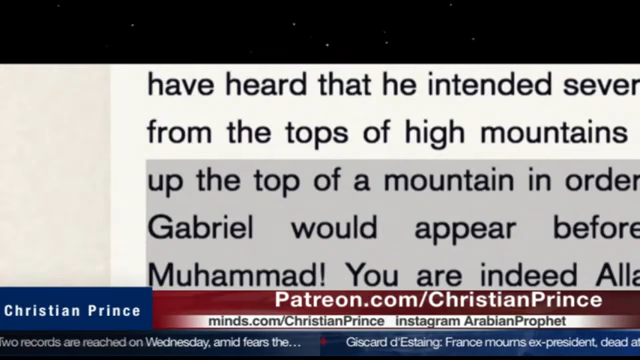 have heard that he intended sever
from the tops of high mountains
up the top of a mountain in order
Gabriel would appear before
Muhammad! You are indeed Alla
Christian Prince
Patreon.com/ChristianPrince
minds.com/ChristianPrince instagram ArabianProphet
Two records are reached on Wednesday, amid fears the... Giscard d'Estaing: France mourns ex-president, dead at